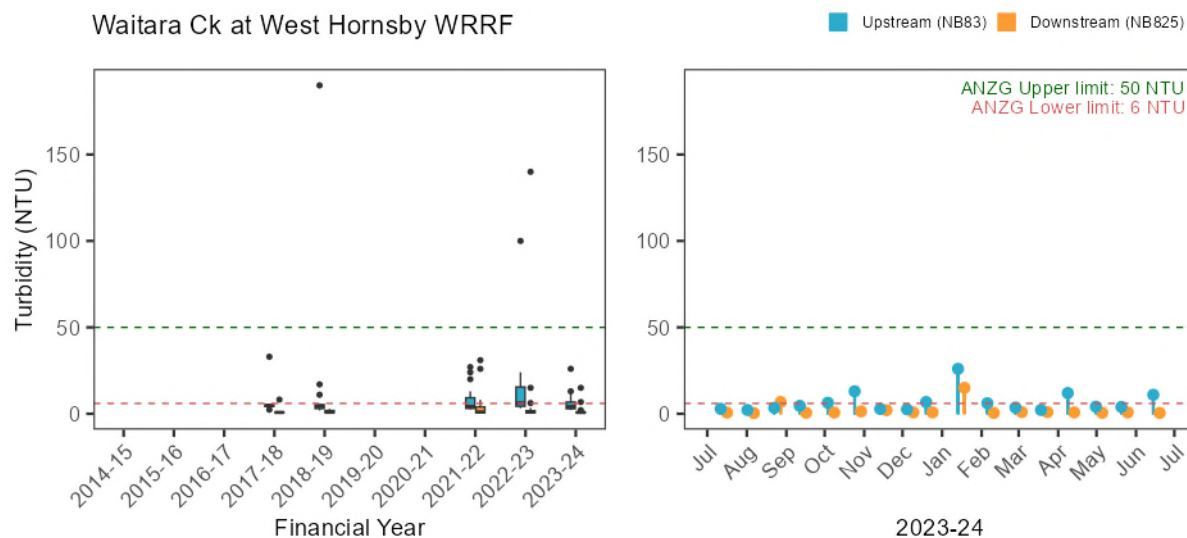 Waitara Ck at West Hornsby WRRF
Upstream (NB83) Downstream (NB825)
Turbidity (NTU)
150
100
50
0
2014-15
2015-16
2016-17
2017-18
2018-19
2019-20
2020-21
2021-22
2022-23
2023-24
Financial Year
ANZG Upper limit: 50 NTU
ANZG Lower limit: 6 NTU
150
100
50
0
Jul
Aug
Sep
Oct
Nov
Dec
Jan
Feb
Mar
Apr
May
Jun
Jul
2023-24